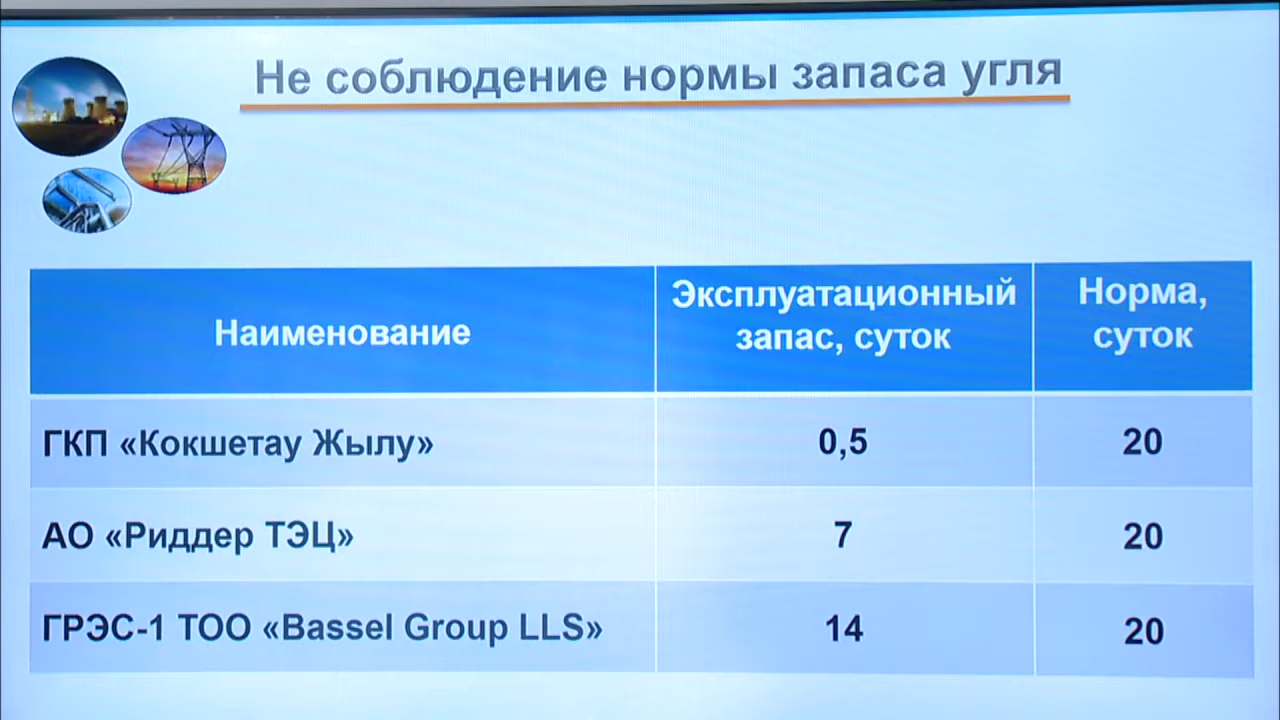 Не соблюдение нормы запаса угля
Наименование
Эксплуатационный
запас, суток
Норма,
суток
ГКП «Кокшетау Жылу»
0,5
20
АО «Риддер ТЭЦ»
7
20
ГРЭС-1 ТОО «Bassel Group LLS»
14
20